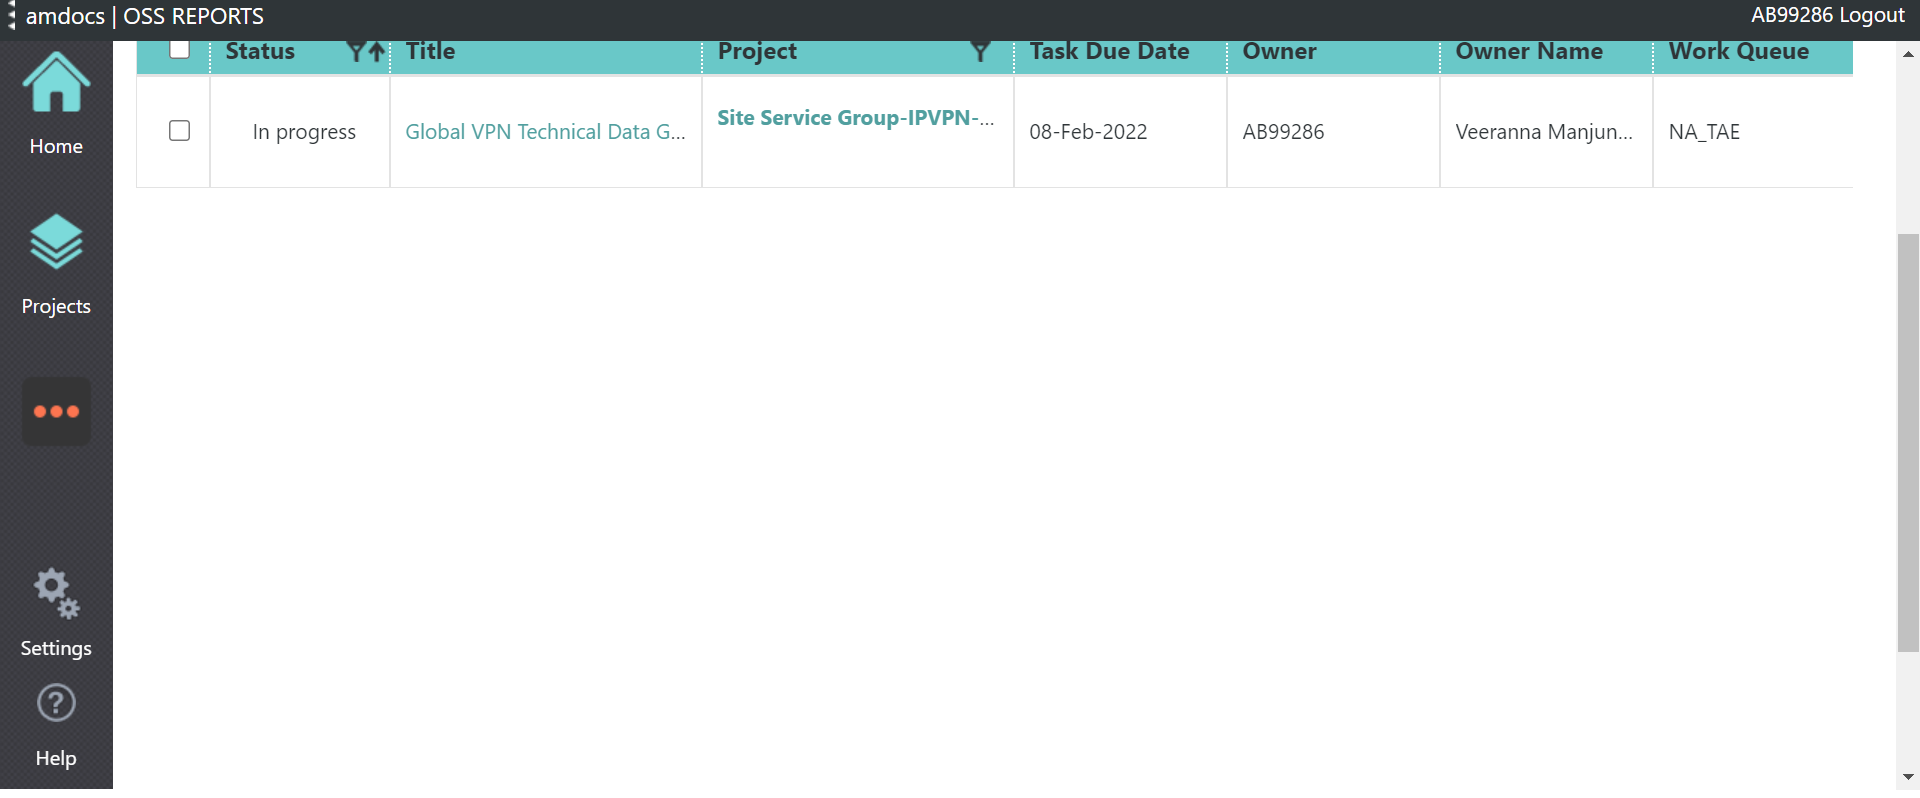 amdocs | OSS REPORTS
AB99286 Logout
Status Title Project Task Due Date Owner Owner Name Work Queue
In progress Global VPN Technical Data G... Site Service Group-IPVPN-... 08-Feb-2022 AB99286 Veeranna Manjun... NA_TAE
Home
Projects
Settings
?
Help